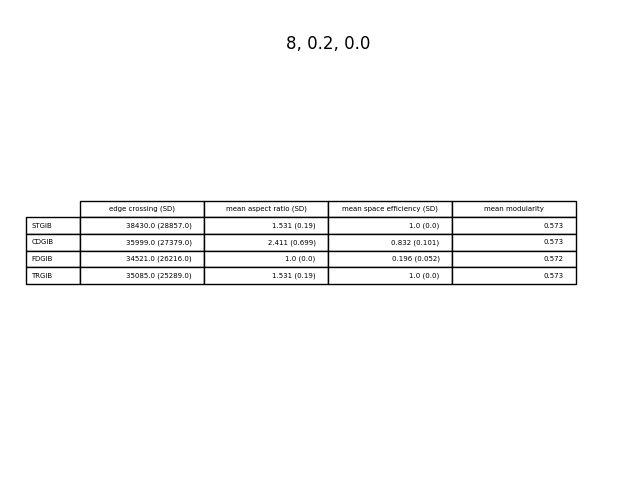 8, 0.2, 0.0
edge crossing (SD) mean aspect ratio (SD) mean space efficiency (SD) mean modularity
STGIB 38430.0 (28857.0) 1.531 (0.19) 1.0 (0.0) 0.573
CDGIB 35999.0 (27379.0) 2.411 (0.699) 0.832 (0.101) 0.573
FDGIB 34521.0 (26216.0) 1.0 (0.0) 0.196 (0.052) 0.572
TRGIB 35085.0 (25289.0) 1.531 (0.19) 1.0 (0.0) 0.573